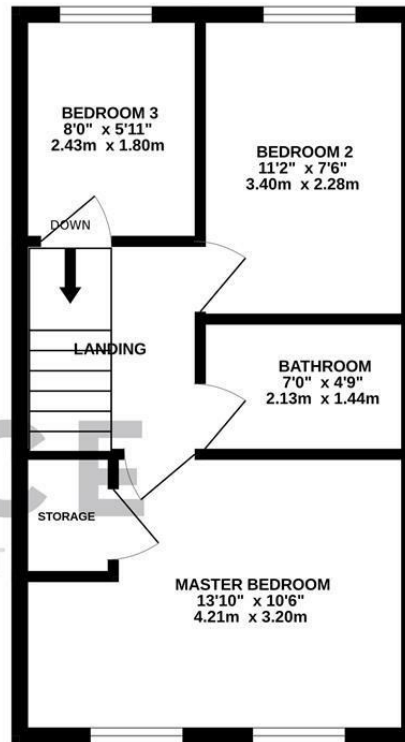 BEDROOM 3
8'0" x 5'11"
2.43m x 1.80m
BEDROOM 2
11'2" x 7'6"
3.40m x 2.28m
DOWN
LANDING
BATHROOM
7'0" x 4'9"
2.13m x 1.44m
CE
STORAGE
MASTER BEDROOM
13'10" x 10'6"
4.21m x 3.20m